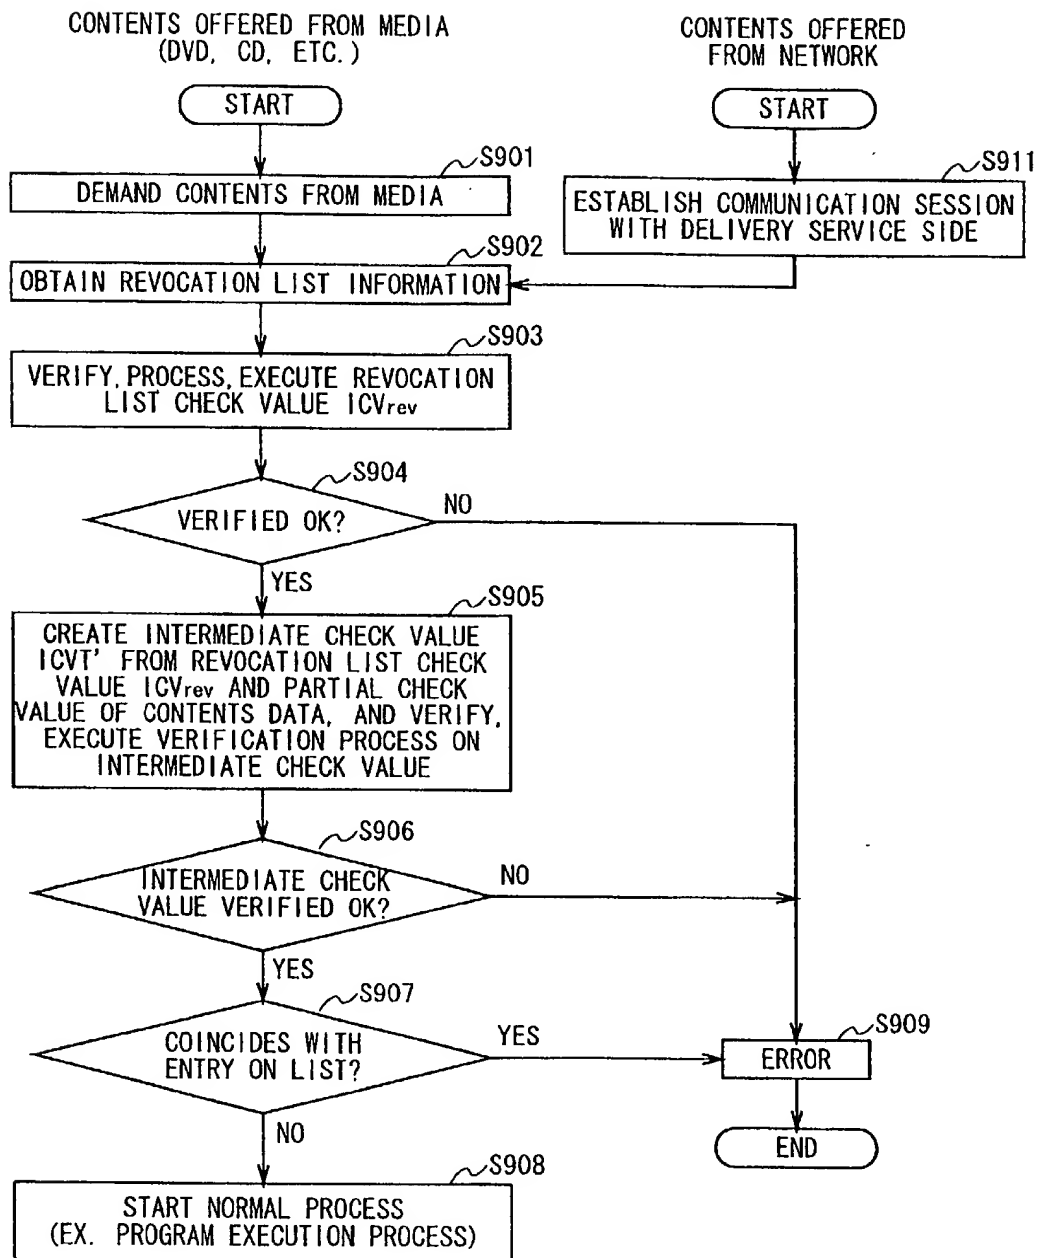 CONTENTS OFFERED FROM MEDIA
(DVD, CD, ETC.)
START
S901
DEMAND CONTENTS FROM MEDIA
CONTENTS OFFERED
FROM NETWORK
START
S911
ESTABLISH COMMUNICATION SESSION
WITH DELIVERY SERVICE SIDE
S902
OBTAIN REVOCATION LIST INFORMATION
S903
VERIFY, PROCESS, EXECUTE REVOCATION
LIST CHECK VALUE ICVrev
S904
VERIFIED OK?
NO
YES
S905
CREATE INTERMEDIATE CHECK VALUE
ICVT' FROM REVOCATION LIST CHECK
VALUE ICVrev AND PARTIAL CHECK
VALUE OF CONTENTS DATA, AND VERIFY,
EXECUTE VERIFICATION PROCESS ON
INTERMEDIATE CHECK VALUE
S906
INTERMEDIATE CHECK
VALUE VERIFIED OK?
NO
YES
S907
COINCIDES WITH
ENTRY ON LIST?
YES
NO
S909
ERROR
END
S908
START NORMAL PROCESS
(EX. PROGRAM EXECUTION PROCESS)